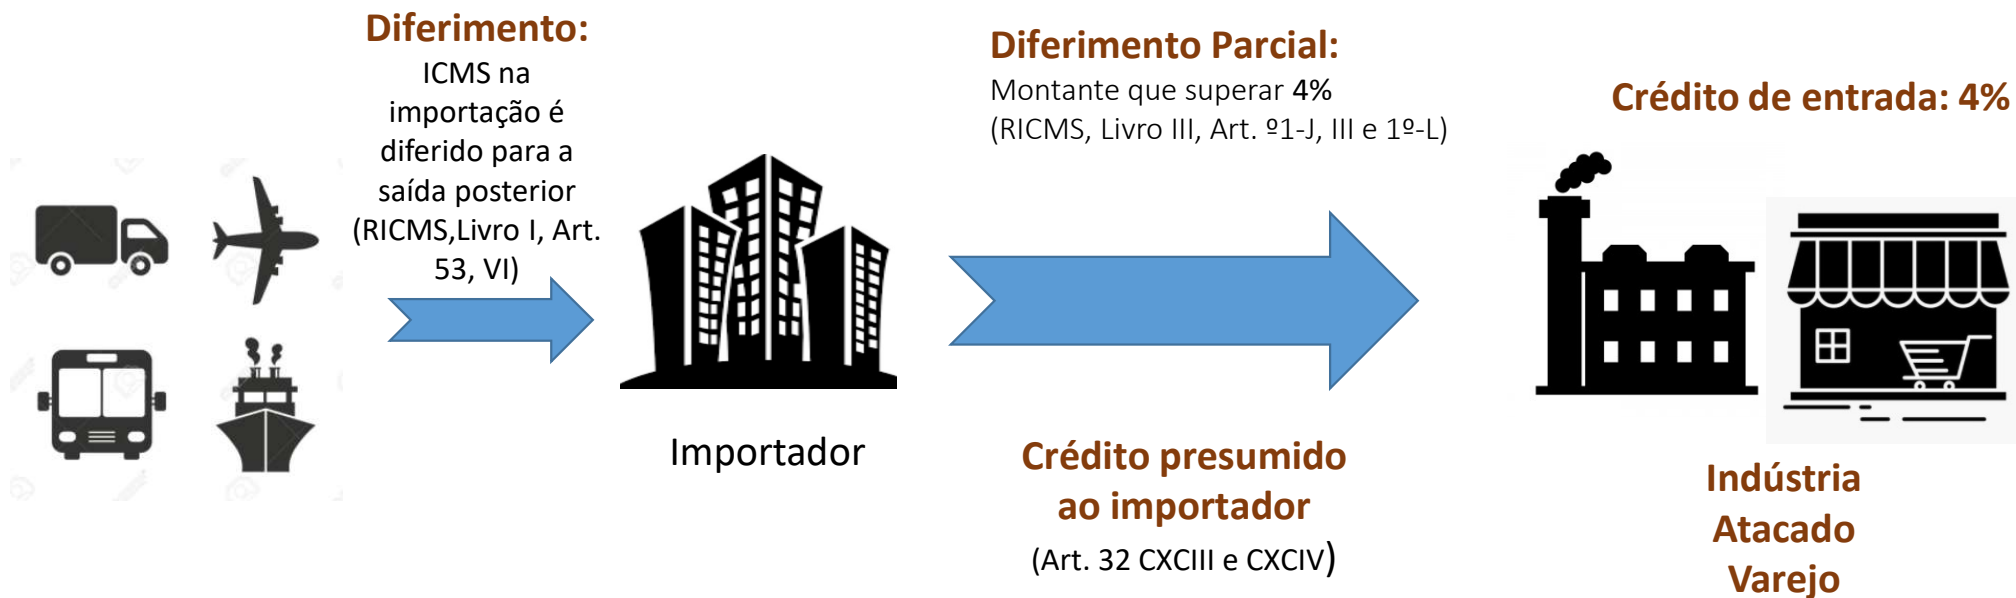 Diferimento:
ICMS na
importação é
diferido para a
saída posterior
(RICMS,Livro I, Art.
53, VI)
Importador
Diferimento Parcial:
Montante que superar 4%
(RICMS, Livro III, Art. º1-J, III e 1º-L)
Crédito presumido
ao importador
(Art. 32 CXCIII e CXCIV)
Crédito de entrada: 4%
Indústria
Atacado
Varejo